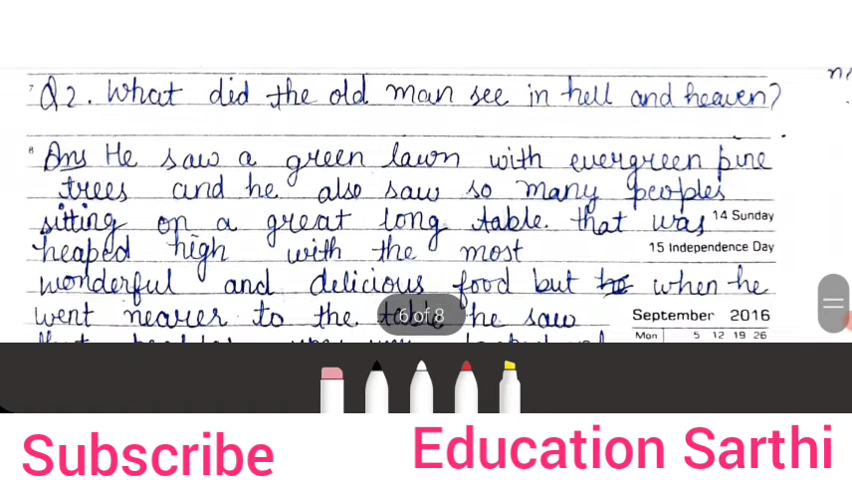 Q2. What did the old man see in hell and heaven?
Ans He saw a green lawn with evergreen pine
trees and he also saw so many peoples
sitting on a great long table. that was
14 Sunday
heaped high with the most
15 Independence Day
wonderful and delicious food but when he
went nearer to the table he saw
September 2016
6 of 8
Mon 5 12 19 26
Subscribe
Education Sarthi